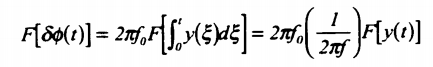 F[δϕ(t)] = 2πf₀F[∫₀ᵗ y(ξ)dξ] = 2πf₀(1/2πf)F[y(t)]